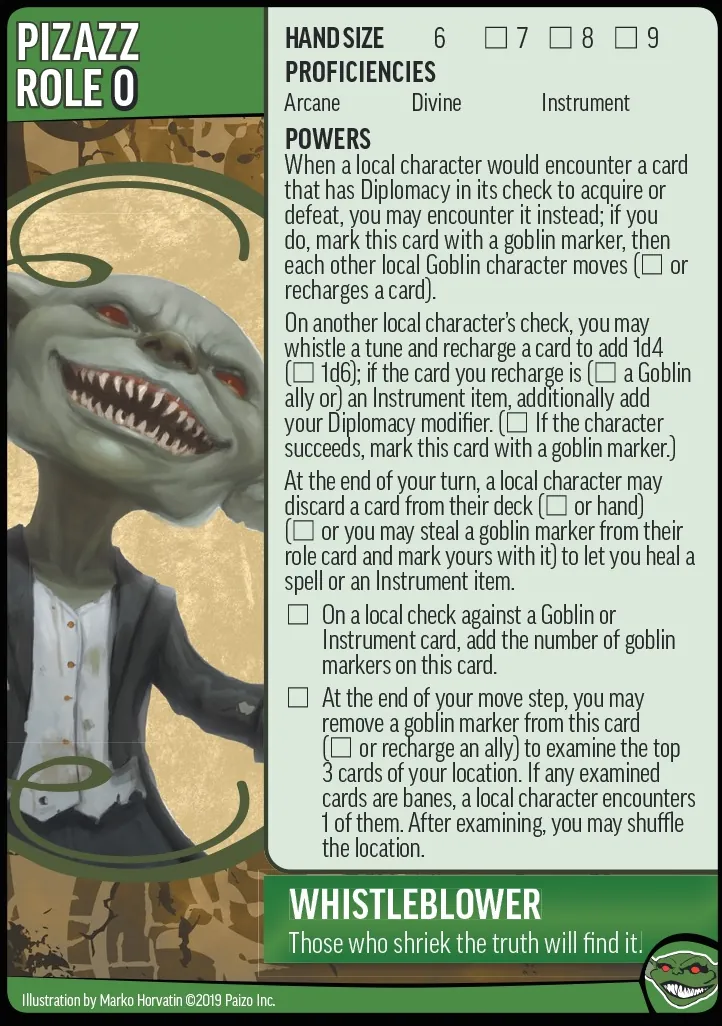 PIZAZZ
ROLE O
HAND SIZE 6 ☐ 7 ☐ 8 ☐ 9
PROFICIENCIES
Arcane Divine Instrument
POWERS
When a local character would encounter a card
that has Diplomacy in its check to acquire or
defeat, you may encounter it instead; if you
do, mark this card with a goblin marker, then
each other local Goblin character moves (☐ or
recharges a card).
On another local character's check, you may
whistle a tune and recharge a card to add 1d4
(☐ 1d6); if the card you recharge is (☐ a Goblin
ally or) an Instrument item, additionally add
your Diplomacy modifier. (☐ If the character
succeeds, mark this card with a goblin marker.)
At the end of your turn, a local character may
discard a card from their deck (☐ or hand)
(☐ or you may steal a goblin marker from their
role card and mark yours with it) to let you heal a
spell or an Instrument item.
☐ On a local check against a Goblin or
Instrument card, add the number of goblin
markers on this card.
☐ At the end of your move step, you may
remove a goblin marker from this card
(☐ or recharge an ally) to examine the top
3 cards of your location. If any examined
cards are banes, a local character encounters
1 of them. After examining, you may shuffle
the location.
WHISTLEBLOWER
Those who shriek the truth will find it!
Illustration by Marko Horvatin ©2019 Paizo Inc.